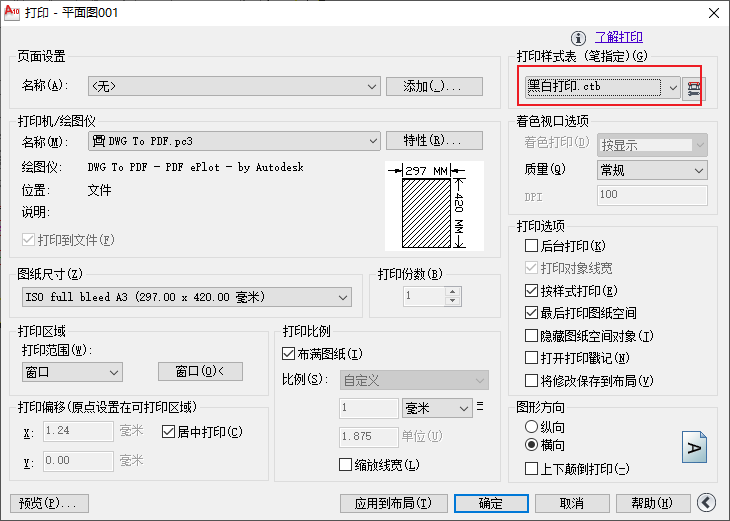 打印 - 平面图001
了解打印
页面设置
名称(A):
<无>
添加(.)...
打印机/绘图仪
名称(M):
DWG To PDF.pc3
特性(R)...
绘图仪:
DWG To PDF - PDF ePlot - by Autodesk
位置:
文件
说明:
打印到文件(F)
297 MM
420 MM
图纸尺寸(Z)
ISO full bleed A3 (297.00 x 420.00 毫米)
打印份数(B)
1
打印区域
打印范围(W):
窗口
窗口(O)<
打印比例
布满图纸(I)
比例(S):
自定义
1
毫米
=
1.875
单位(U)
缩放线宽(L)
打印偏移(原点设置在可打印区域)
X:
1.24
毫米
居中打印(C)
Y:
0.00
毫米
打印样式表 (笔指定)(G)
黑白打印.ctb
着色视口选项
着色打印(D)
按显示
质量(Q)
常规
DPI
100
打印选项
后台打印(K)
打印对象线宽
按样式打印(E)
最后打印图纸空间
隐藏图纸空间对象(J)
打开打印戳记(N)
将修改保存到布局(V)
图形方向
纵向
横向
上下颠倒打印(-)
A
预览(P)...
应用到布局(T)
确定
取消
帮助(H)